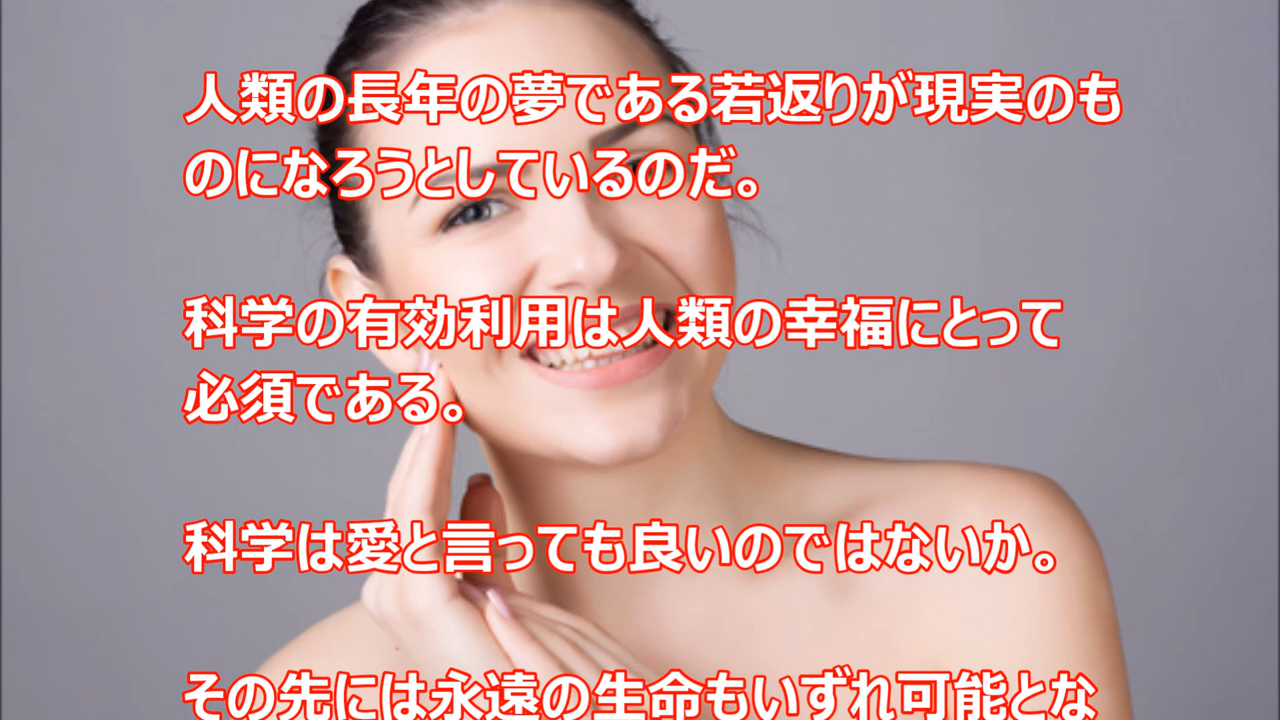 人類の長年の夢である若返りが現実のも
のになろうとしているのだ。
科学の有効利用は人類の幸福にとって
必須である。
科学は愛と言っても良いのではないか。
その先には永遠の生命もいずれ可能とな